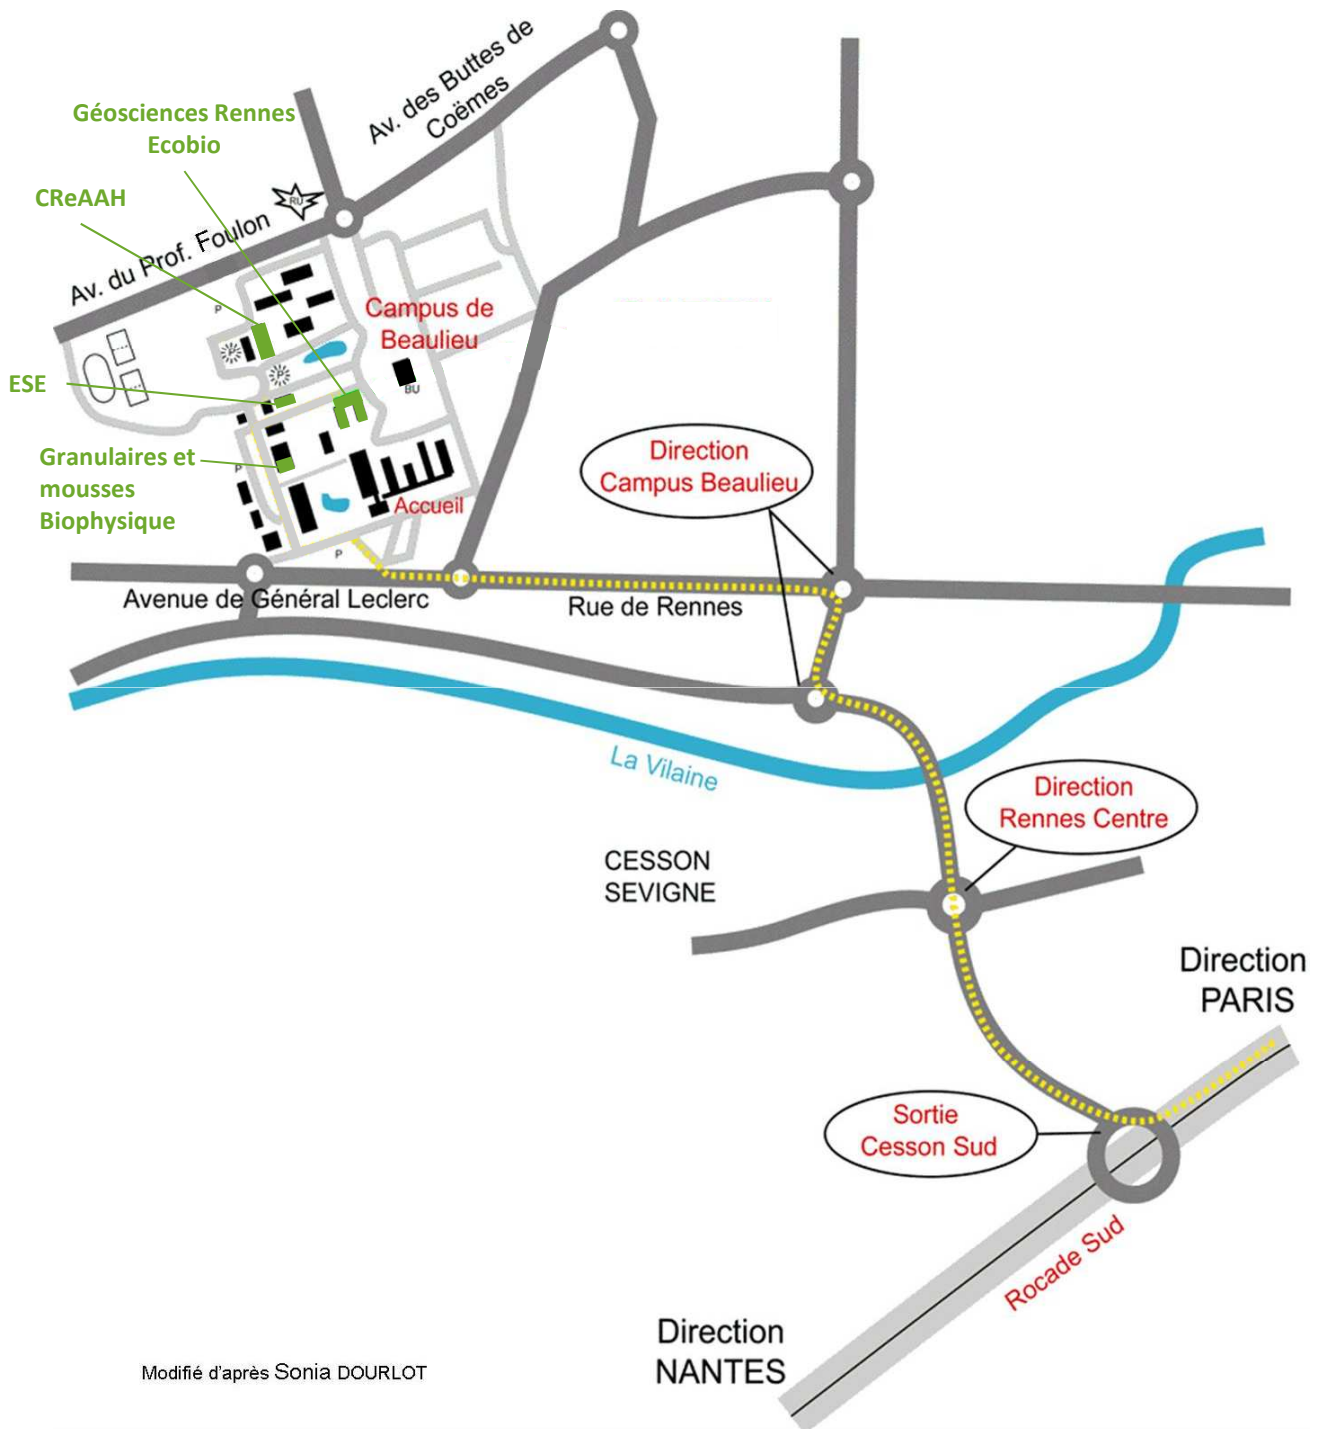 Av. des Buttes de
Coëmes
Géosciences Rennes
Ecobio
CReAAH
RU
Av. du Prof. Foulon
P
Campus de
Beaulieu
P
P
ESE
BU
Direction
Campus Beaulieu
Granulaires et
mousses
Biophysique
P
Accueil
P
Avenue de Général Leclerc
Rue de Rennes
La Vilaine
Direction
Rennes Centre
CESSON
SEVIGNE
Direction
PARIS
Sortie
Cesson Sud
Rocade Sud
Direction
NANTES
Modifié d'après Sonia DOURLOT